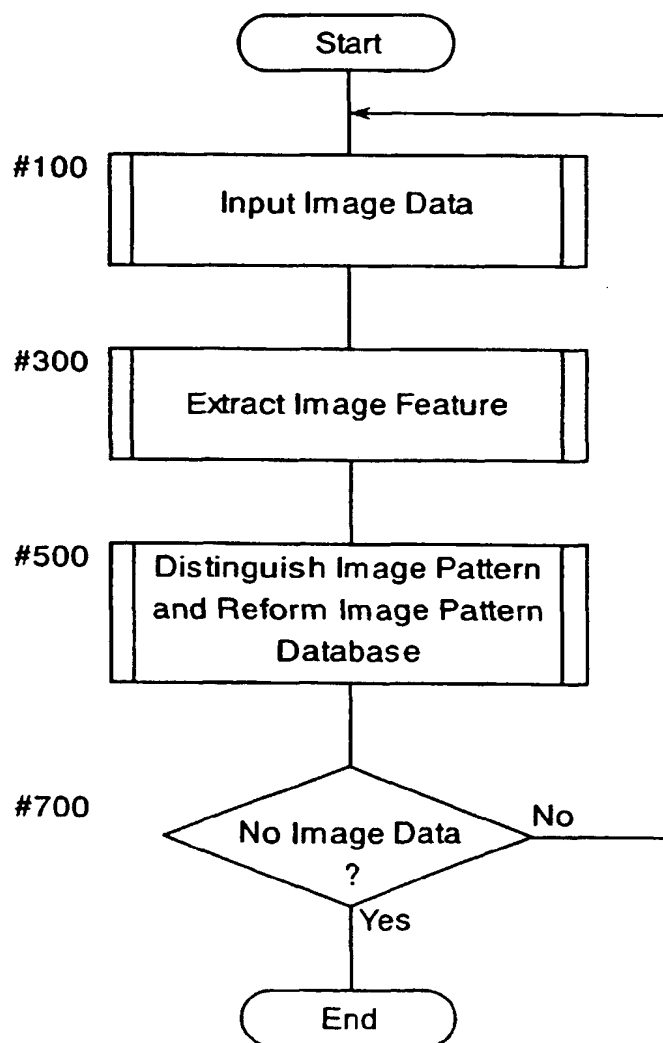 Start
#100
Input Image Data
#300
Extract Image Feature
#500
Distinguish Image Pattern
and Reform Image Pattern
Database
#700
No Image Data
?
No
Yes
End